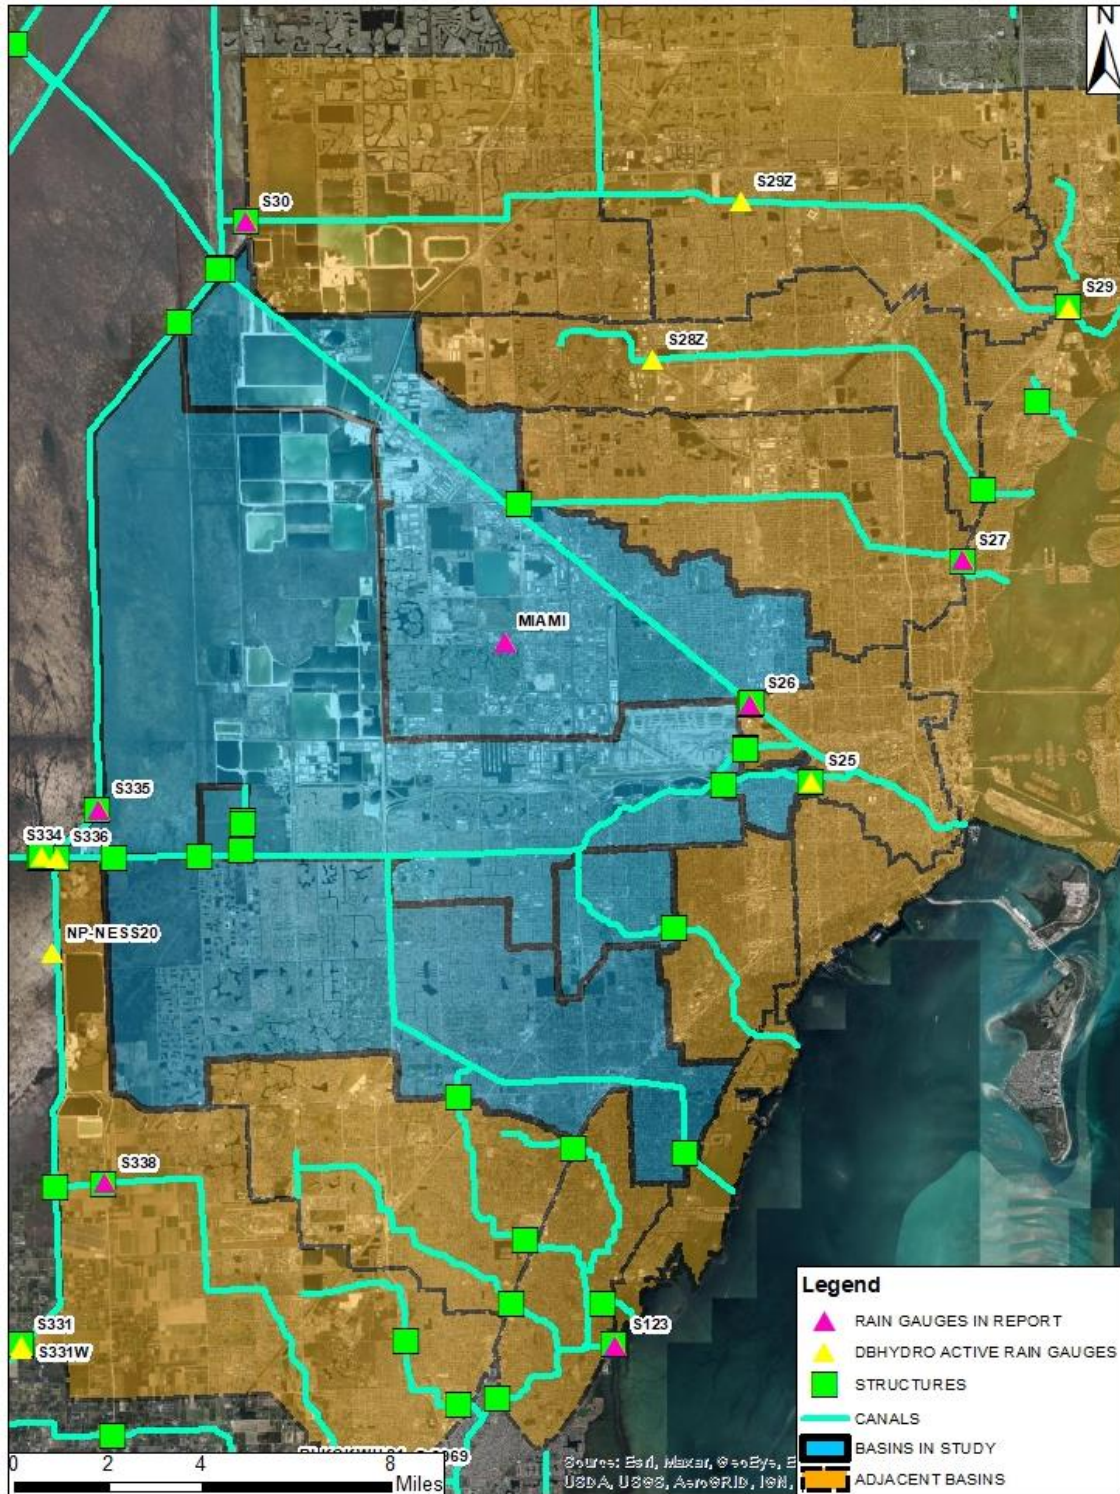 N
S29Z
S30
S29
S28Z
S27
MIAMI
S26
S25
S335
S334
S336
NP-NESS20
S338
S331
S331W
S123
Legend
RAIN GAUGES IN REPORT
DBHYDRO ACTIVE RAIN GAUGES
STRUCTURES
CANALS
BASINS IN STUDY
ADJACENT BASINS
0 2 4 8
Miles
Source: Esri, Maxar, GeoEye, E
USDA, USGS, AeroGRID, IGN,